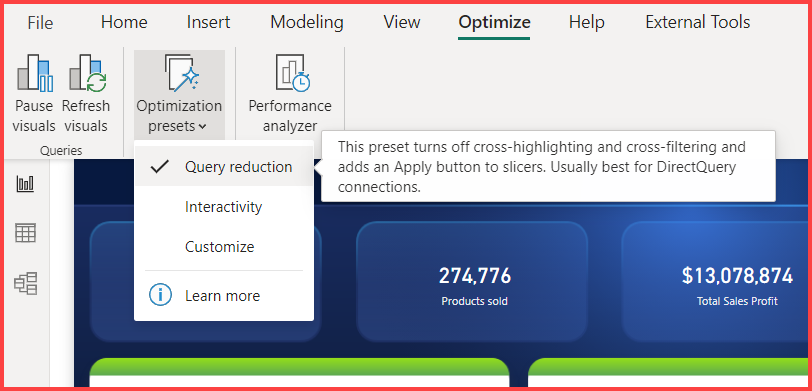 File Home Insert Modeling View Optimize Help External Tools
Pause visuals
Refresh visuals
Optimization presets
Performance analyzer
Queries
Query reduction
Interactivity
Customize
Learn more
This preset turns off cross-highlighting and cross-filtering and
adds an Apply button to slicers. Usually best for DirectQuery
connections.
274,776
Products sold
$13,078,874
Total Sales Profit